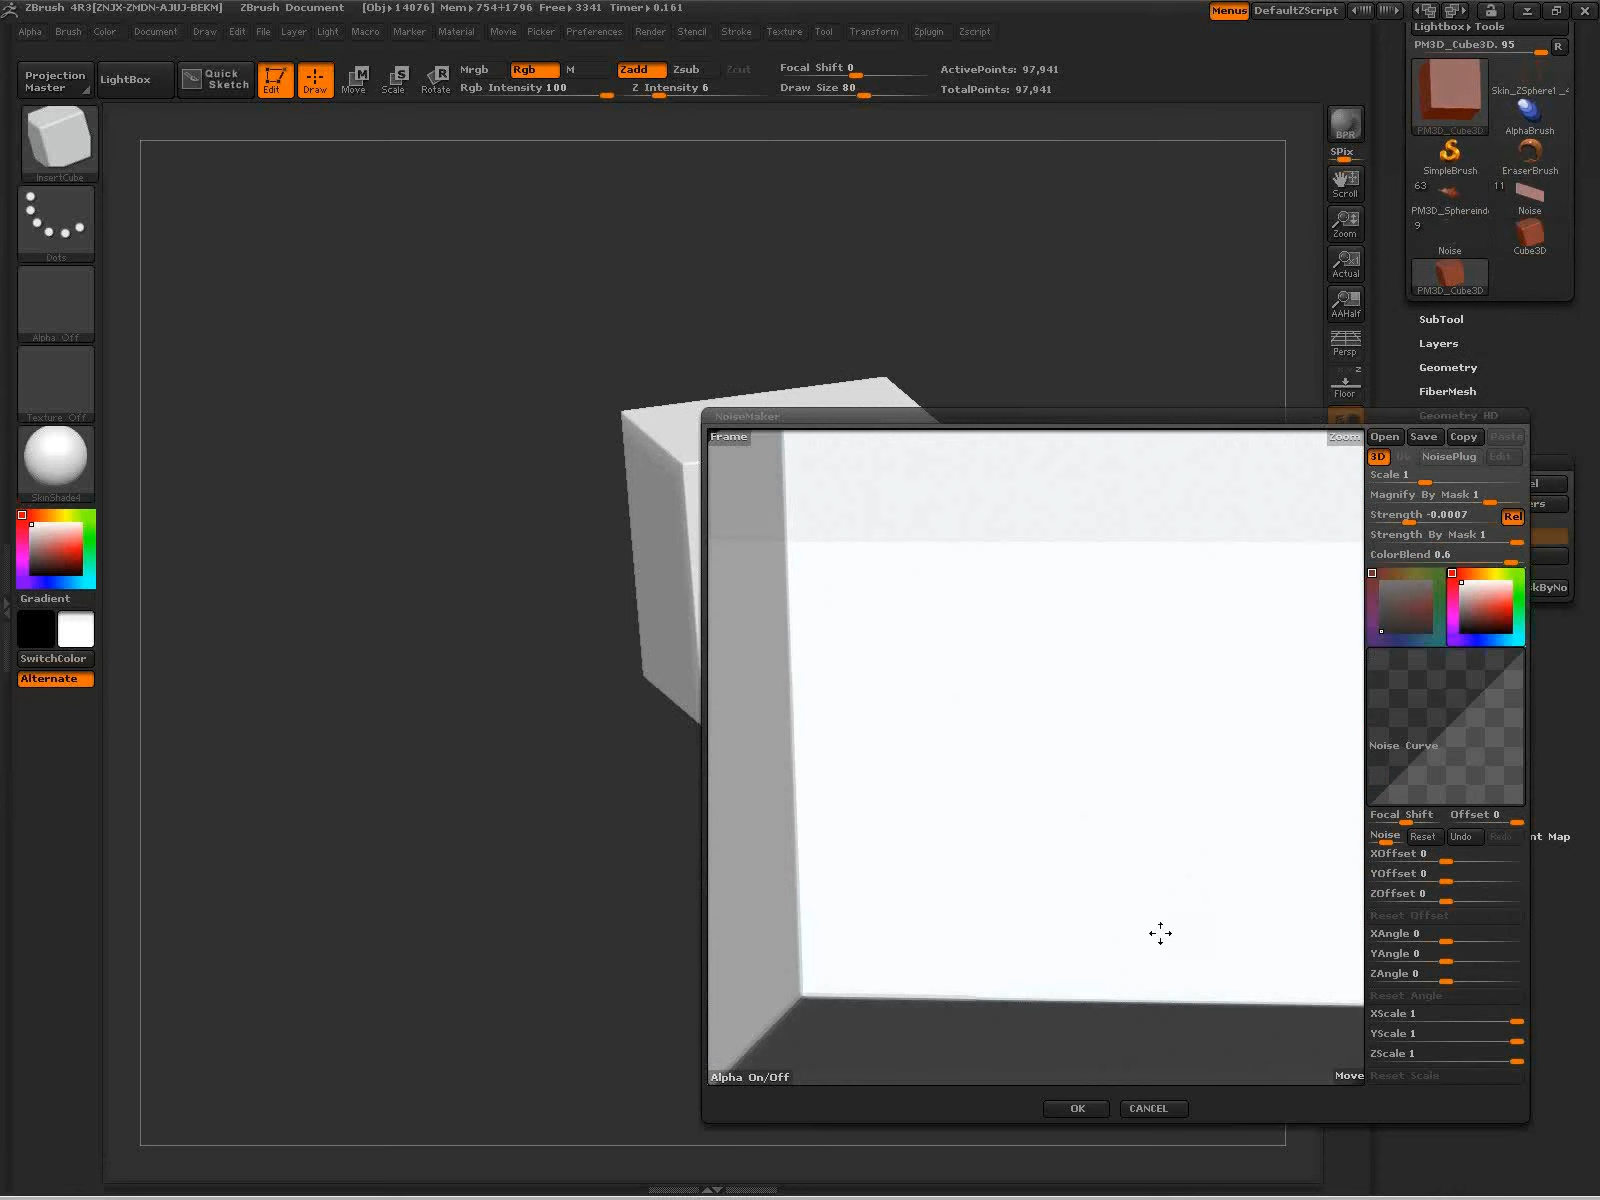 ZBrush 4R3[ZNJX-ZMDN-AJUJ-BEKM] ZBrush Document [Obj▸14076] Mem▸754+1796 Free▸3341 Timer▸0.161 Menus DefaultZScript
Alpha Brush Color Document Draw Edit File Layer Light Macro Marker Material Movie Picker Preferences Render Stencil Stroke Texture Tool Transform Zplugin Zscript
Lightbox▸Tools
PM3D_Cube3D. 95 R
Projection Master
LightBox
Quick Sketch
Edit
Draw
Move
Scale
Rotate
Mrgb Rgb M
Rgb Intensity 100
Zadd Zsub Zcut
Z Intensity 6
Focal Shift 0
Draw Size 80
ActivePoints: 97,941
TotalPoints: 97,941
InsertCube
Dots
Alpha Off
Texture Off
SkinShade4
Gradient
SwitchColor
Alternate
BPR
SPix
Scroll
Zoom
Actual
AAHalf
Persp
Floor
PM3D_Cube3D
AlphaBrush
SimpleBrush
EraserBrush
63
11
PM3D_Sphereind
Noise
9
Noise
Cube3D
PM3D_Cube3D
SubTool
Layers
Geometry
FiberMesh
Geometry HD
NoiseMaker
Frame
Zoom
Open Save Copy Paste
3D Uv NoisePlug Edit
Scale 1
Magnify By Mask 1
Strength -0.0007 Rel
Strength By Mask 1
ColorBlend 0.6
Noise Curve
Focal Shift Offset 0
Noise Reset Undo Redo
XOffset 0
YOffset 0
ZOffset 0
Reset Offset
XAngle 0
YAngle 0
ZAngle 0
Reset Angle
XScale 1
YScale 1
ZScale 1
Reset Scale
Alpha On/Off
Move
OK CANCEL
el
ers
kByNo
nt Map